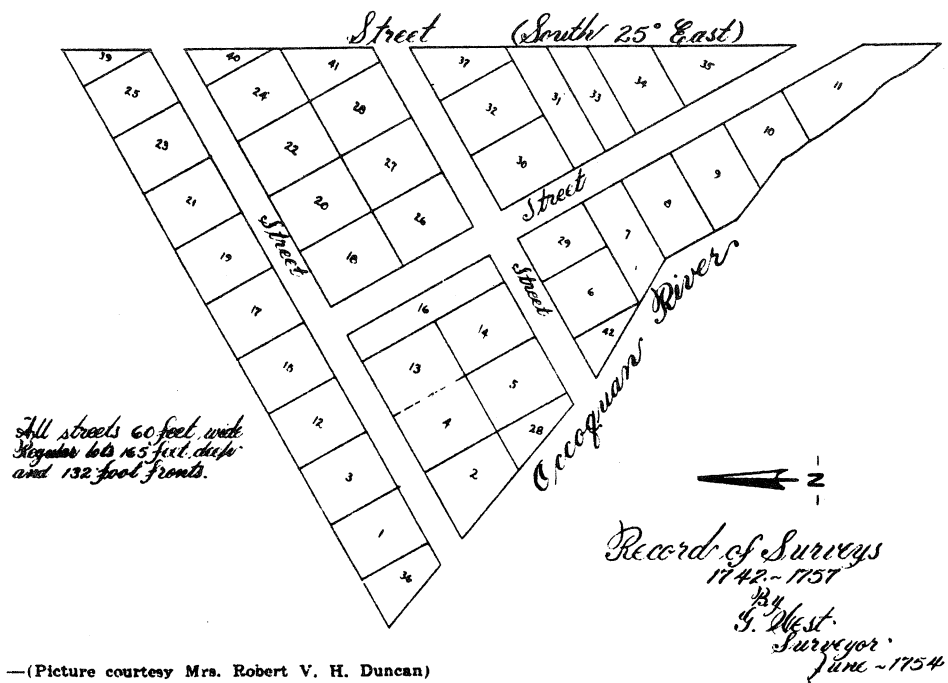 Street (South 25° East)
39
40
41
37
35
34
25
24
28
32
31
33
11
23
22
27
30
10
21
20
26
Street
9
8
19
18
Street
29
7
17
16
Street
6
15
13
14
42
Occoquan River
12
4
5
3
2
28
1
36
All streets 60 feet wide
Regular lots 165 feet deep
and 132 foot fronts.
N
Record of Surveys
1742 ~ 1757
By
G. West
Surveyor
June ~ 1754
—(Picture courtesy Mrs. Robert V. H. Duncan)